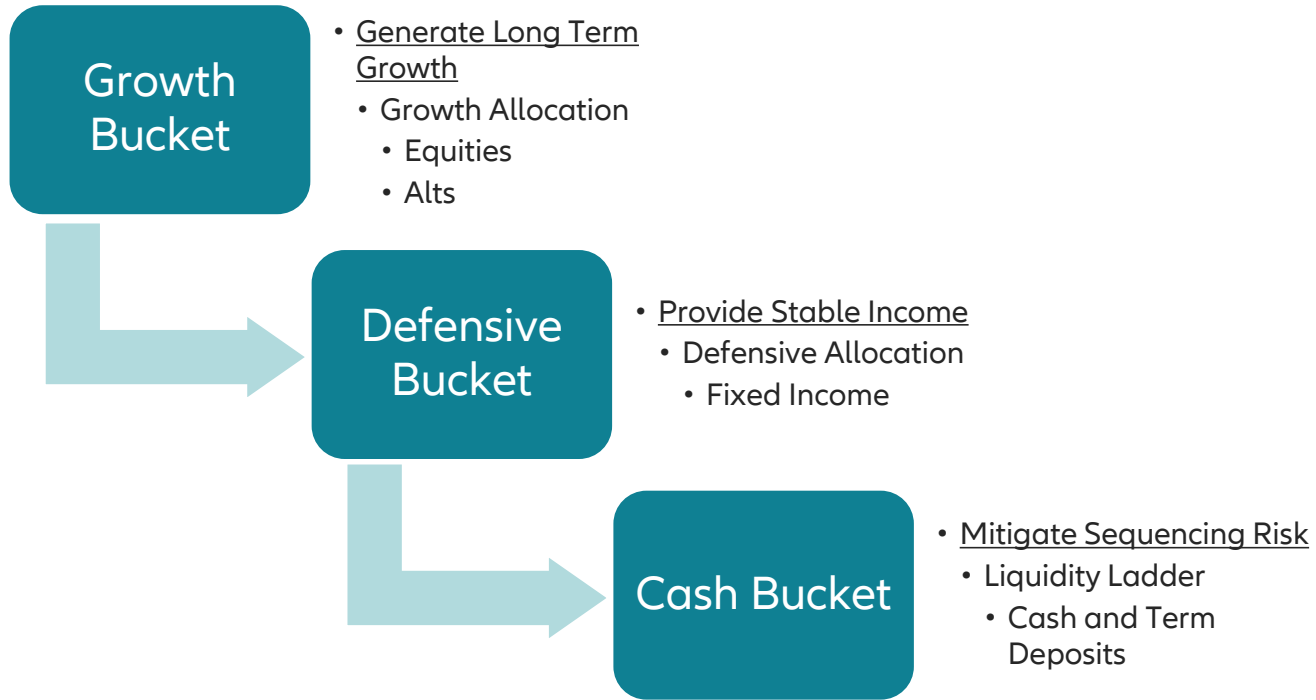 Growth
Bucket
• Generate Long Term
Growth
• Growth Allocation
• Equities
• Alts
Defensive
Bucket
• Provide Stable Income
• Defensive Allocation
• Fixed Income
Cash Bucket
• Mitigate Sequencing Risk
• Liquidity Ladder
• Cash and Term
Deposits